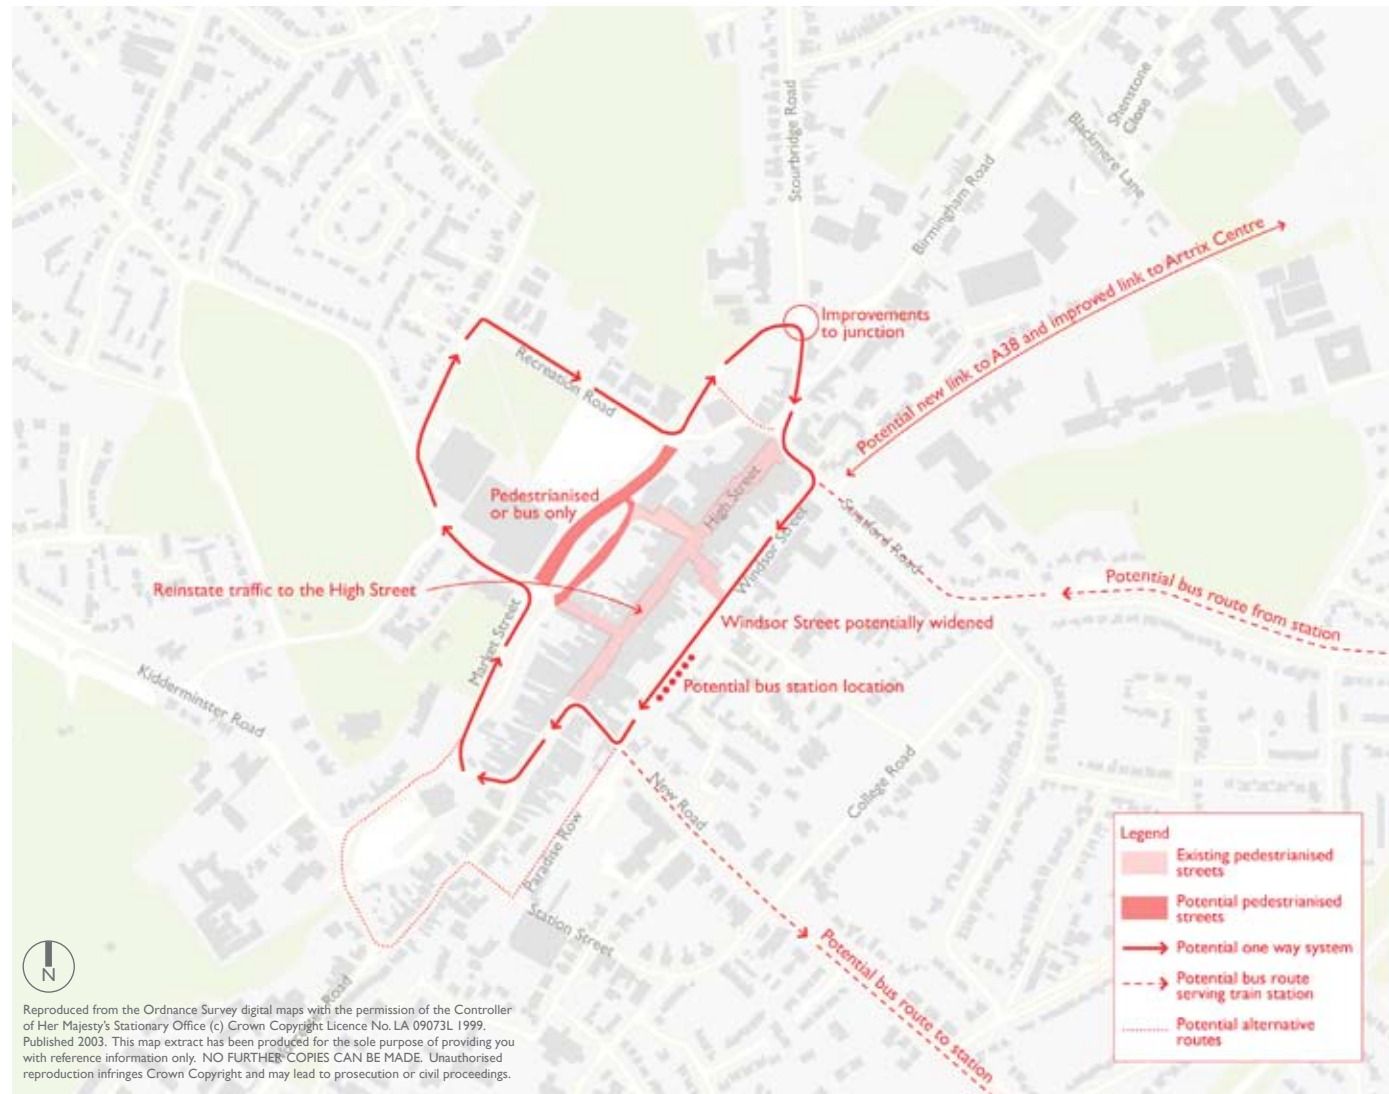 Stourbridge Road
Birmingham Road
Blackmere Lane
Shenstone
Close
Potential new link to A38 and improved link to Artrix Centre
Improvements
to junction
Recreation Road
Pedestrianised
or bus only
High Street
Windsor Street
Stratford Road
Reinstate traffic to the High Street
Market Street
Kidderminster Road
Windsor Street potentially widened
Potential bus station location
Potential bus route from station
New Road
College Road
Paradise Row
Station Street
Potential bus route to station
Road
Legend
Existing pedestrianised
streets
Potential pedestrianised
streets
Potential one way system
Potential bus route
serving train station
Potential alternative
routes
N
Reproduced from the Ordnance Survey digital maps with the permission of the Controller
of Her Majesty's Stationary Office (c) Crown Copyright Licence No. LA 09073L 1999.
Published 2003. This map extract has been produced for the sole purpose of providing you
with reference information only. NO FURTHER COPIES CAN BE MADE. Unauthorised
reproduction infringes Crown Copyright and may lead to prosecution or civil proceedings.